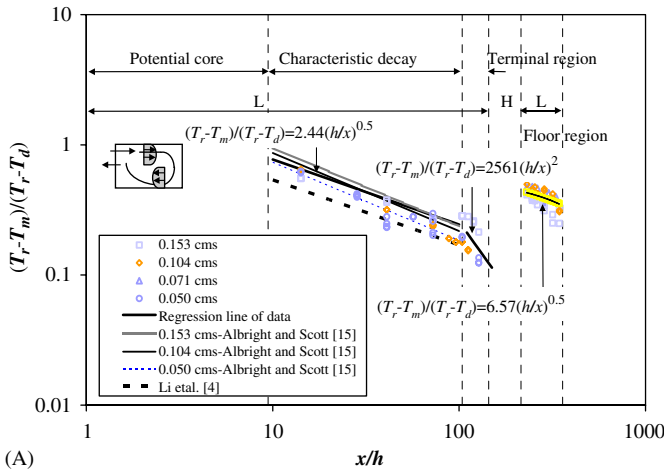 10
Potential core
Characteristic decay
Terminal region
L
H
L
Floor region
(Tr-Tm)/(Tr-Td)=2.44(h/x)^0.5
(Tr-Tm)/(Tr-Td)=2561(h/x)^2
1
(Tr-Tm)/(Tr-Td)
0.1
0.153 cms
0.104 cms
0.071 cms
0.050 cms
Regression line of data
0.153 cms-Albright and Scott [15]
0.104 cms-Albright and Scott [15]
0.050 cms-Albright and Scott [15]
Li etal. [4]
(Tr-Tm)/(Tr-Td)=6.57(h/x)^0.5
0.01
1
10
100
1000
(A)
x/h